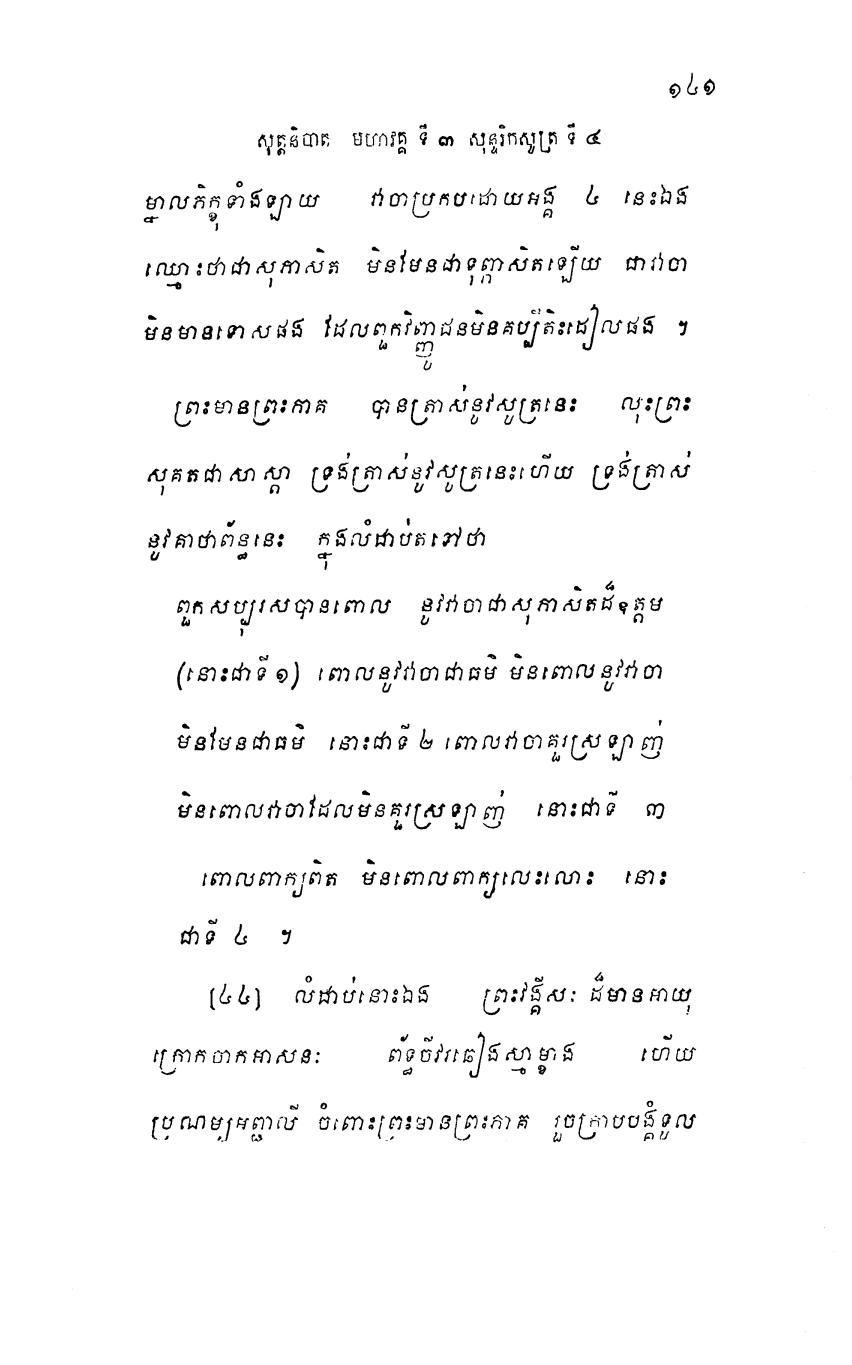 ១៤១
សុត្តនិបាត មហាវគ្គ ទី ៣ សុន្ទរិកសូត្រ ទី ៤
ម្នាលភិក្ខុទាំងឡាយ វាចាប្រកបដោយអង្គ ៤ នេះឯង
ឈ្មោះថាជាសុភាសិត មិនមែនជាទុព្ភាសិតឡើយ ជាវាចា
មិនមានទោសផង ដែលពួកវិញ្ញូជនមិនគប្បីតិះដៀលផង ។
ព្រះមានព្រះភាគ បានត្រាស់នូវសូត្រនេះ លុះព្រះ
សុគតជាសាស្តា ទ្រង់ត្រាស់នូវសូត្រនេះហើយ ទ្រង់ត្រាស់
នូវគាថាព័ន្ធនេះ ក្នុងលំដាប់តទៅថា
ពួកសប្បុរសបានពោល នូវវាចាជាសុភាសិតដ៏ឧត្តម
(នោះជាទី ១) ពោលនូវវាចាជាធម៌ មិនពោលនូវវាចា
មិនមែនជាធម៌ នោះជាទី ២ ពោលវាចាគួរស្រឡាញ់
មិនពោលវាចាដែលមិនគួរស្រឡាញ់ នោះជាទី ៣
ពោលពាក្យពិត មិនពោលពាក្យលេះលោះ នោះ
ជាទី ៤ ។
[៤៤] លំដាប់នោះឯង ព្រះវង្គីសៈ ដ៏មានអាយុ
ក្រោកចាកអាសនៈ ព័ទ្ធចីវរឆៀងស្មាម្ខាង ហើយ
ប្រណម្យអញ្ជលី ចំពោះព្រះមានព្រះភាគ រួចក្រាបបង្គំទូល